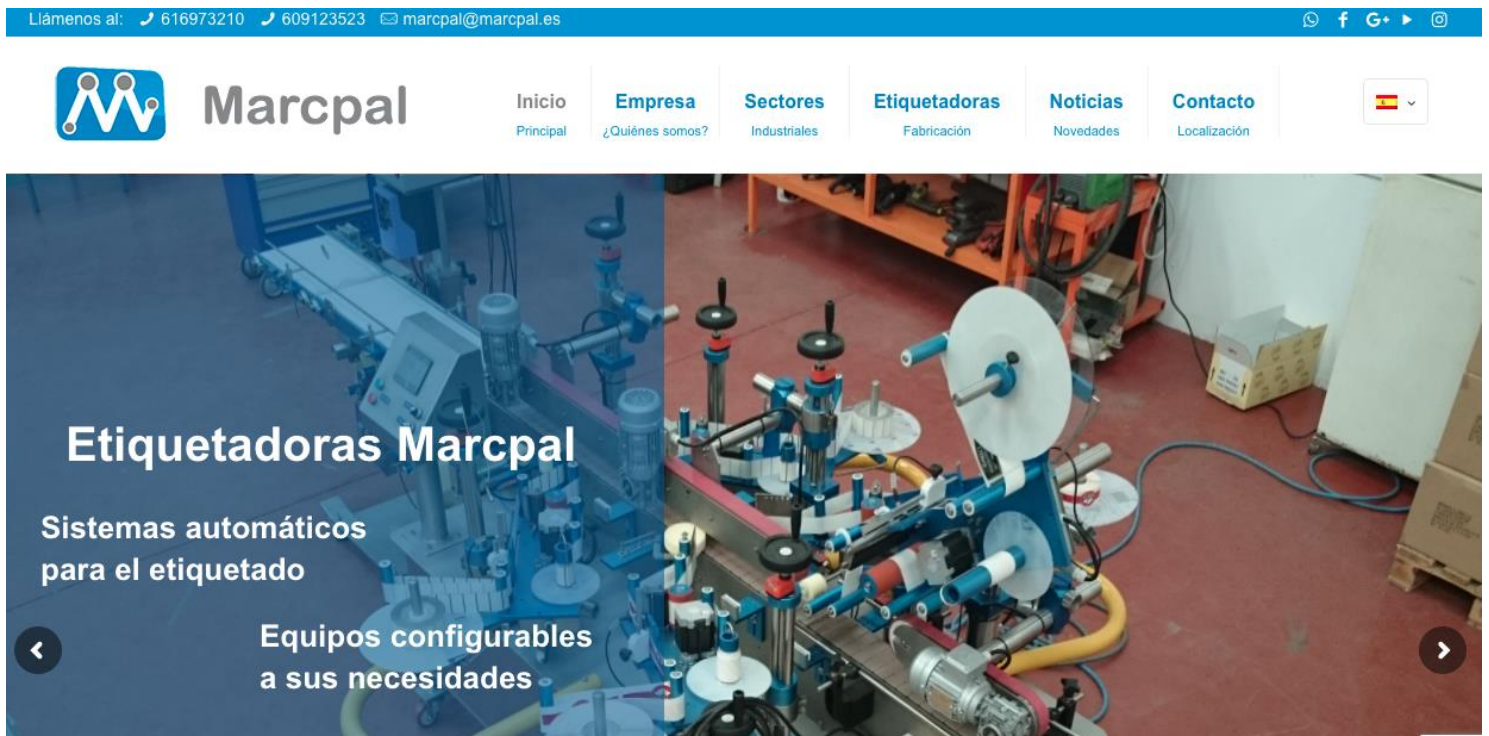 Llámenos al: 616973210 609123523 marcpal@marcpal.es
Marcpal
Inicio Empresa Sectores Etiquetadoras Noticias Contacto
Principal ¿Quiénes somos? Industriales Fabricación Novedades Localización
Etiquetadoras Marcpal
Sistemas automáticos
para el etiquetado
Equipos configurables
a sus necesidades